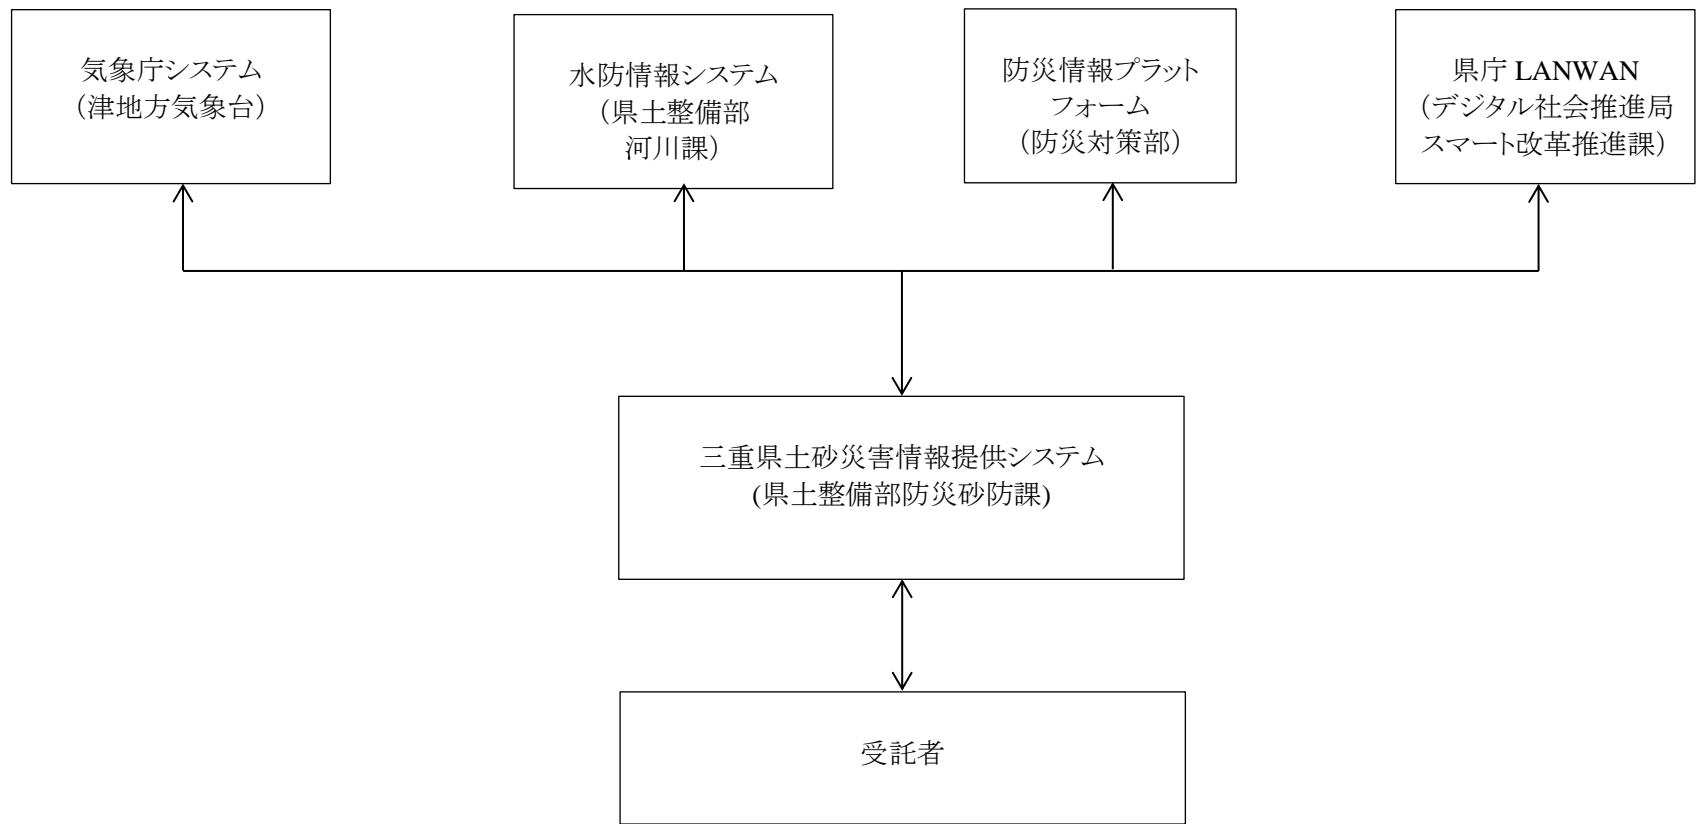 気象庁システム
（津地方気象台）
水防情報システム
（県土整備部
河川課）
防災情報プラット
フォーム
（防災対策部）
県庁 LANWAN
（デジタル社会推進局
スマート改革推進課）
三重県土砂災害情報提供システム
(県土整備部防災砂防課)
受託者